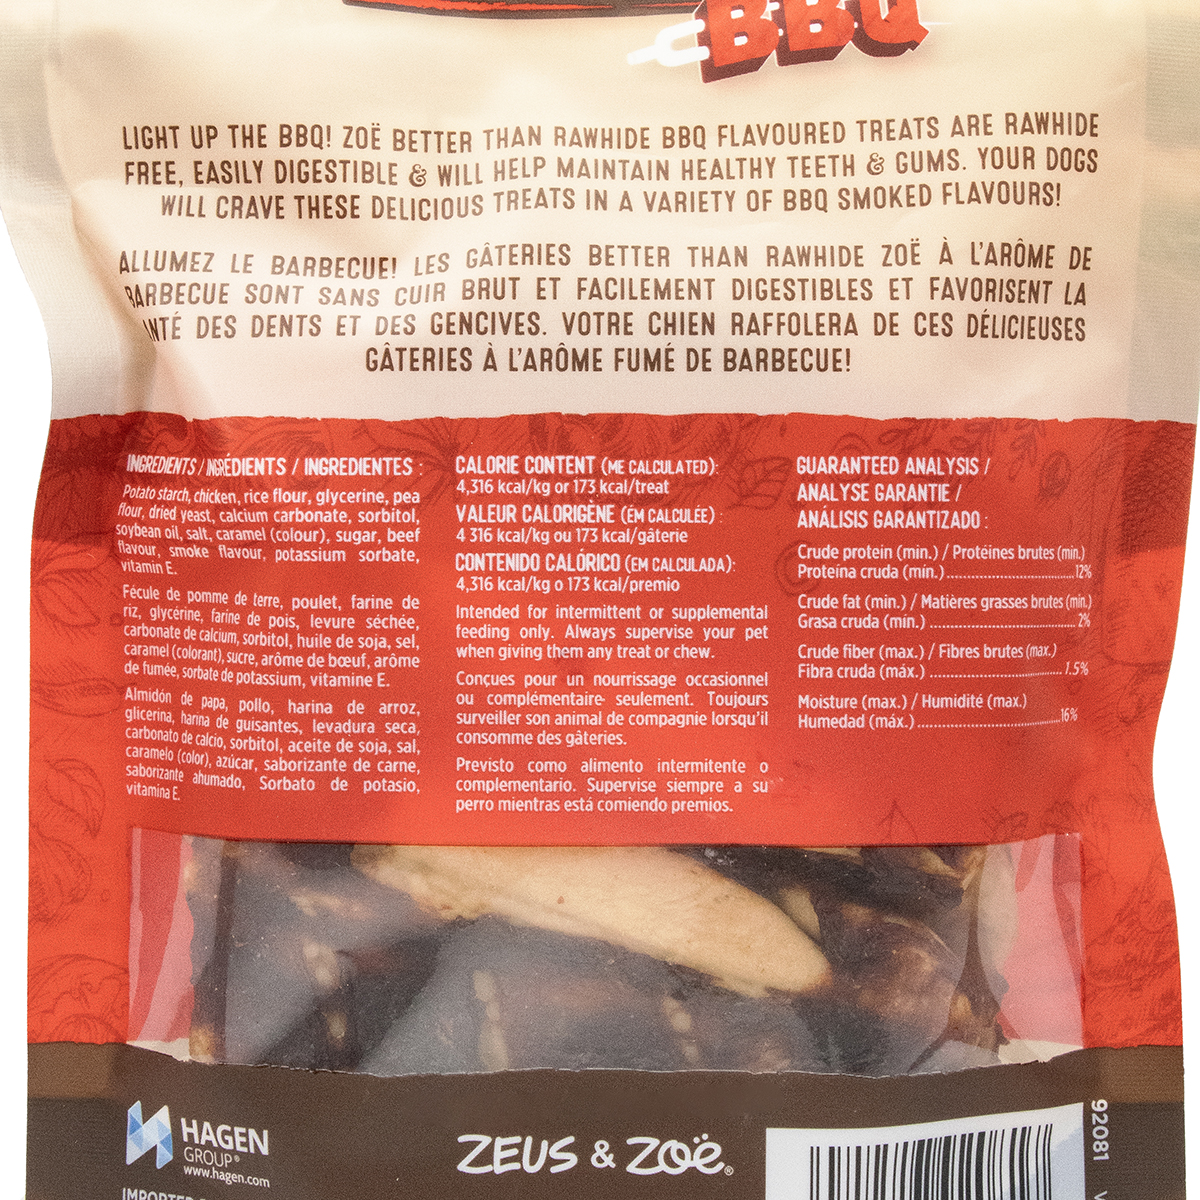 BBQ
LIGHT UP THE BBQ! ZOË BETTER THAN RAWHIDE BBQ FLAVOURED TREATS ARE RAWHIDE
FREE, EASILY DIGESTIBLE & WILL HELP MAINTAIN HEALTHY TEETH & GUMS. YOUR DOGS
WILL CRAVE THESE DELICIOUS TREATS IN A VARIETY OF BBQ SMOKED FLAVOURS!
ALLUMEZ LE BARBECUE! LES GÂTERIES BETTER THAN RAWHIDE ZOË À L'ARÔME DE
BARBECUE SONT SANS CUIR BRUT ET FACILEMENT DIGESTIBLES ET FAVORISENT LA
NTÉ DES DENTS ET DES GENCIVES. VOTRE CHIEN RAFFOLERA DE CES DÉLICIEUSES
GÂTERIES À L'ARÔME FUMÉ DE BARBECUE!
INGREDIENTS / INGRÉDIENTS / INGREDIENTES :
Potato starch, chicken, rice flour, glycerine, pea
flour, dried yeast, calcium carbonate, sorbitol,
soybean oil, salt, caramel (colour), sugar, beef
flavour, smoke flavour, potassium sorbate,
vitamin E.
Fécule de pomme de terre, poulet, farine de
riz, glycérine, farine de pois, levure séchée,
carbonate de calcium, sorbitol, huile de soja, sel,
caramel (colorant), sucre, arôme de bœuf, arôme
de fumée, sorbate de potassium, vitamine E.
Almidón de papa, pollo, harina de arroz,
glicerina, harina de guisantes, levadura seca,
carbonato de calcio, sorbitol, aceite de soja, sal,
caramelo (color), azúcar, saborizante de carne,
saborizante ahumado, Sorbato de potasio,
vitamina E.
CALORIE CONTENT (ME CALCULATED):
4,316 kcal/kg or 173 kcal/treat
VALEUR CALORIGÈNE (ÉM CALCULÉE) :
4 316 kcal/kg ou 173 kcal/gâterie
CONTENIDO CALÓRICO (EM CALCULADA):
4,316 kcal/kg o 173 kcal/premio
Intended for intermittent or supplemental
feeding only. Always supervise your pet
when giving them any treat or chew.
Conçues pour un nourrissage occasionnel
ou complémentaire seulement. Toujours
surveiller son animal de compagnie lorsqu'il
consomme des gâteries.
Previsto como alimento intermitente o
complementario. Supervise siempre a su
perro mientras está comiendo premios.
GUARANTEED ANALYSIS /
ANALYSE GARANTIE /
ANÁLISIS GARANTIZADO :
Crude protein (min.) / Protéines brutes (min.)
Proteína cruda (mín.) .......... 12%
Crude fat (min.) / Matières grasses brutes (min.)
Grasa cruda (mín.) .......... 2%
Crude fiber (max.) / Fibres brutes (max.)
Fibra cruda (máx.) .......... 1.5%
Moisture (max.) / Humidité (max.)
Humedad (máx.) .......... 16%
HAGEN
GROUP®
www.hagen.com
ZEUS & ZOË®
92081
IMPORTED